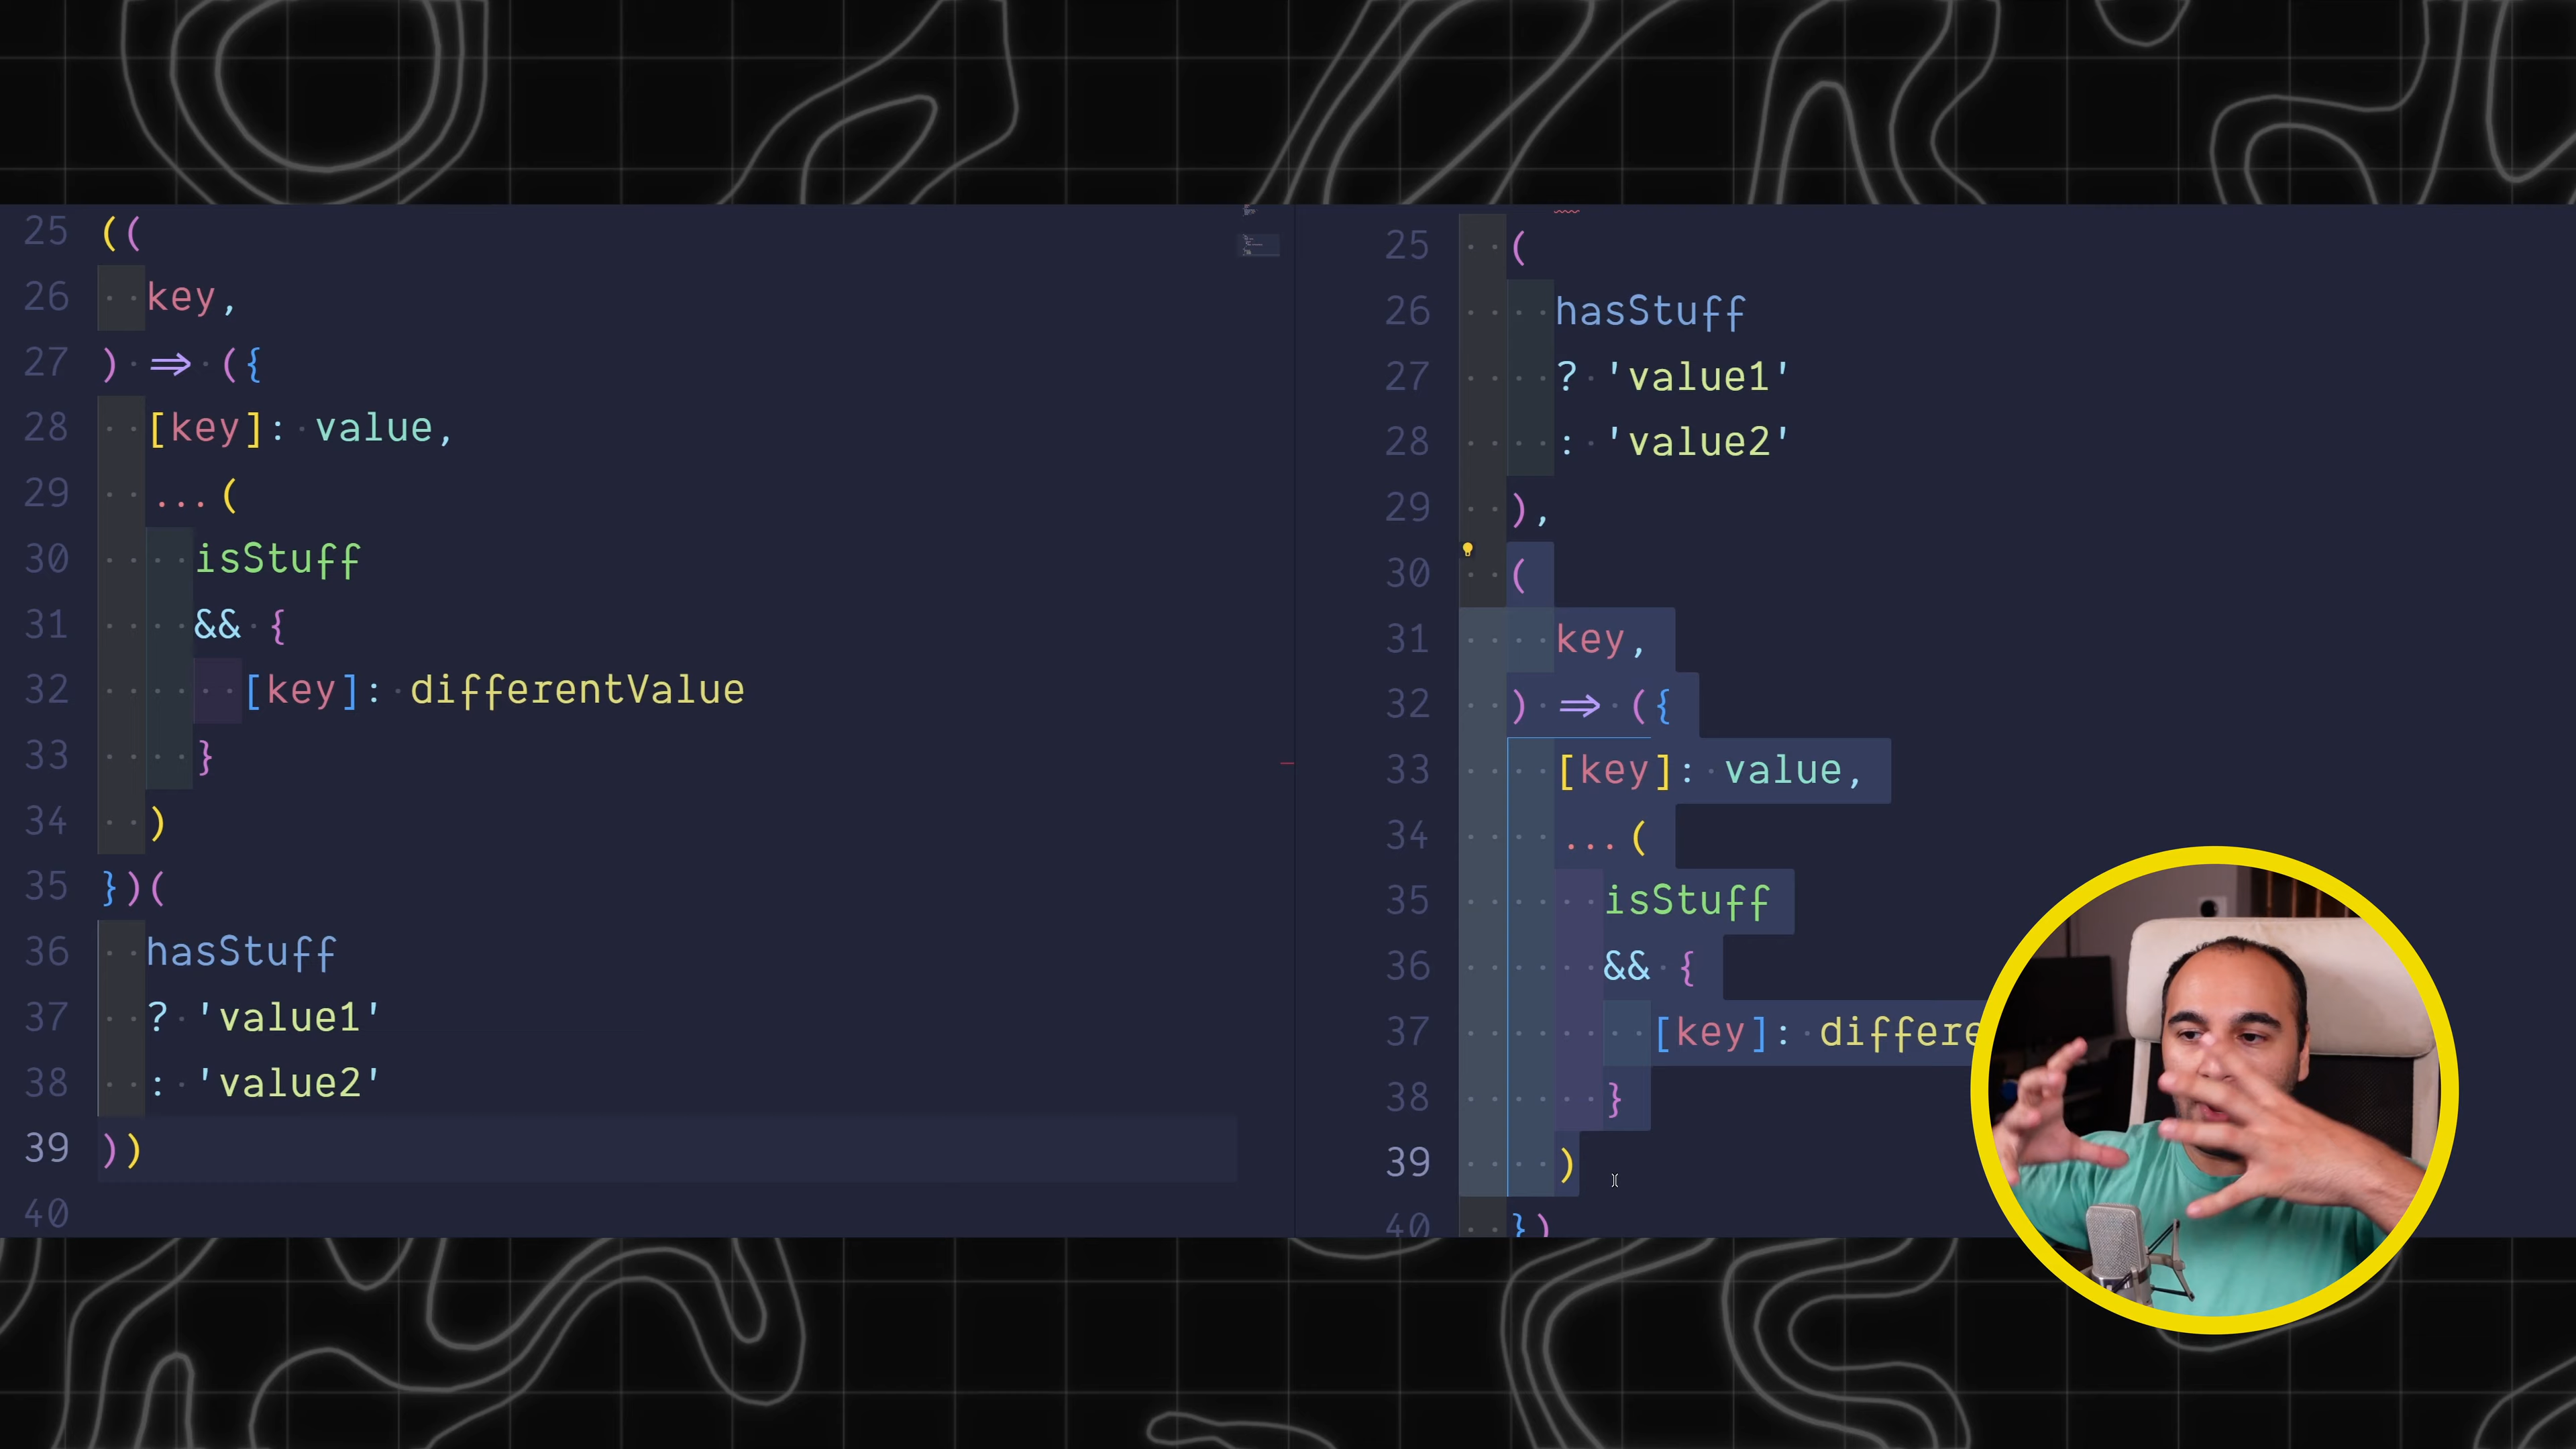 25 ((
26 key,
27 ) => ({
28 [key]: value,
29 ...(
30 isStuff
31 && {
32 [key]: differentValue
33 }
34 )
35 })(
36 hasStuff
37 ? 'value1'
38 : 'value2'
39 ))
40
25 (
26 hasStuff
27 ? 'value1'
28 : 'value2'
29 ),
30 (
31 key,
32 ) => ({
33 [key]: value,
34 ...(
35 isStuff
36 && {
37 [key]: differe
38 }
39 )
40 })